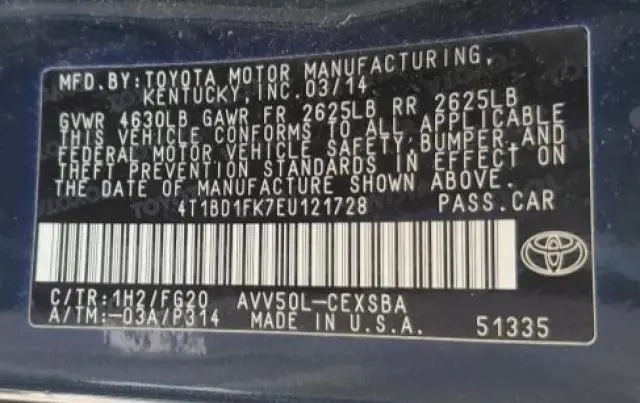 MFD. BY: TOYOTA MOTOR MANUFACTURING,
KENTUCKY, INC. 03/14
GVWR 4630LB GAWR FR 2625LB RR 2625LB
THIS VEHICLE CONFORMS TO ALL APPLICABLE
FEDERAL MOTOR VEHICLE SAFETY, BUMPER, AND
THEFT PREVENTION STANDARDS IN EFFECT ON
THE DATE OF MANUFACTURE SHOWN ABOVE.
4T1BD1FK7EU121728 PASS.CAR
C/TR:1H2/FG20 AVV50L-CEXSBA
A/TM:-03A/P314 MADE IN U.S.A. 51335